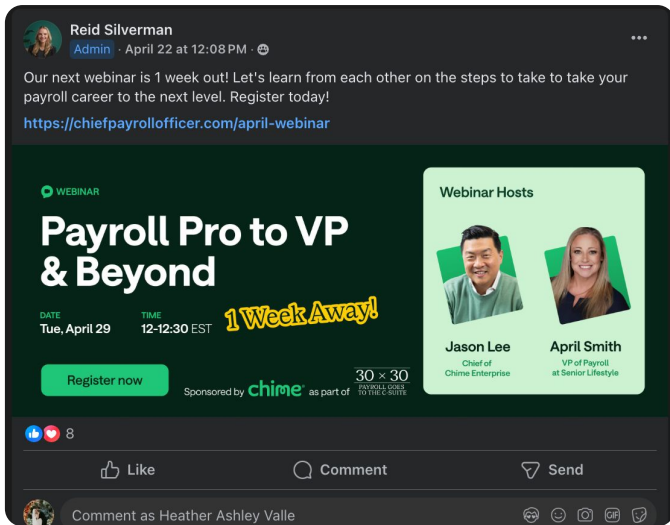 Reid Silverman
Admin · April 22 at 12:08 PM ·
Our next webinar is 1 week out! Let's learn from each other on the steps to take to take your
payroll career to the next level. Register today!
https://chiefpayrollofficer.com/april-webinar
WEBINAR
Payroll Pro to VP
& Beyond
DATE
Tue, April 29
TIME
12-12:30 EST
1 Week Away!
Register now
Sponsored by chime® as part of
30 × 30
PAYROLL GOES
TO THE C-SUITE
Webinar Hosts
Jason Lee
Chief of
Chime Enterprise
April Smith
VP of Payroll
at Senior Lifestyle
8
Like
Comment
Send
Comment as Heather Ashley Valle
GIF